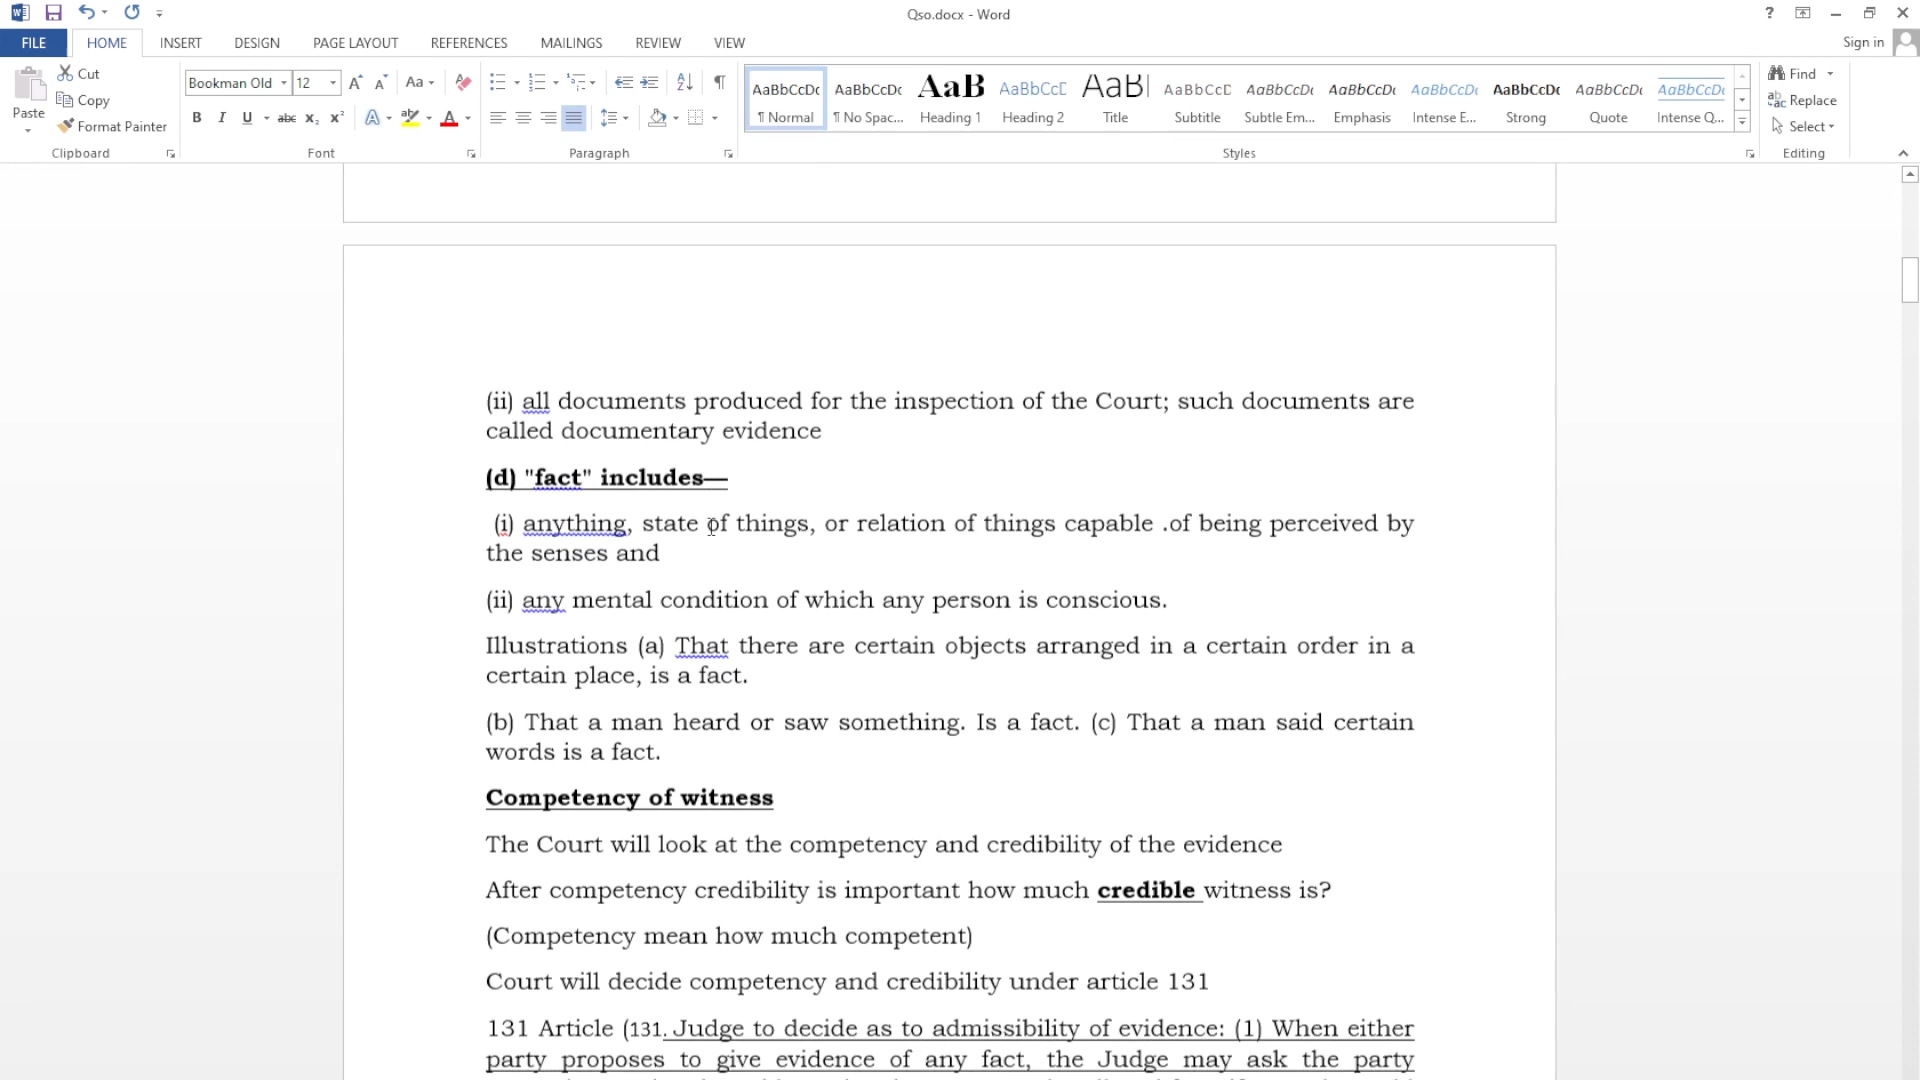 Qso.docx - Word
?
FILE HOME INSERT DESIGN PAGE LAYOUT REFERENCES MAILINGS REVIEW VIEW Sign in
Paste
Cut
Copy
Format Painter
Clipboard
Bookman Old 12 Aa
B I U abc x₂ x² A ab A
Font
Paragraph
AaBbCcDc AaBbCcDc AaB AaBbCcC AaB AaBbCcC AaBbCcDc AaBbCcDc AaBbCcDc AaBbCcDc AaBbCcDc AaBbCcDc
¶ Normal ¶ No Spac... Heading 1 Heading 2 Title Subtitle Subtle Em... Emphasis Intense E... Strong Quote Intense Q...
Styles
Find
Replace
Select
Editing
(ii) all documents produced for the inspection of the Court; such documents are
called documentary evidence
(d) "fact" includes—
(i) anything, state of things, or relation of things capable .of being perceived by
the senses and
(ii) any mental condition of which any person is conscious.
Illustrations (a) That there are certain objects arranged in a certain order in a
certain place, is a fact.
(b) That a man heard or saw something. Is a fact. (c) That a man said certain
words is a fact.
Competency of witness
The Court will look at the competency and credibility of the evidence
After competency credibility is important how much credible witness is?
(Competency mean how much competent)
Court will decide competency and credibility under article 131
131 Article (131. Judge to decide as to admissibility of evidence: (1) When either
party proposes to give evidence of any fact, the Judge may ask the party